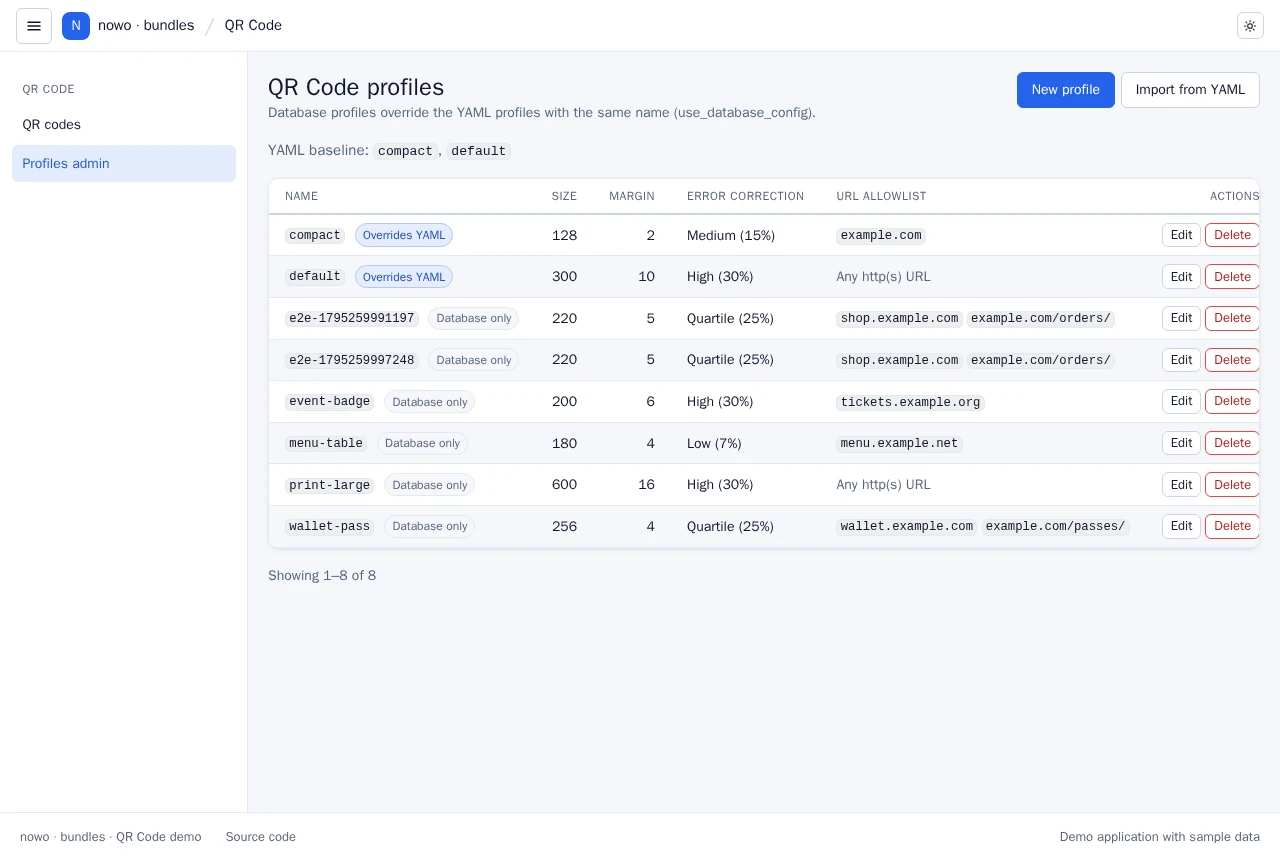 N nowo · bundles / QR Code
QR CODE
QR codes
Profiles admin
QR Code profiles
Database profiles override the YAML profiles with the same name (use_database_config).
New profile
Import from YAML
YAML baseline: compact, default
NAME SIZE MARGIN ERROR CORRECTION URL ALLOWLIST ACTIONS
compact Overrides YAML 128 2 Medium (15%) example.com Edit Delete
default Overrides YAML 300 10 High (30%) Any http(s) URL Edit Delete
e2e-1795259991197 Database only 220 5 Quartile (25%) shop.example.com example.com/orders/ Edit Delete
e2e-1795259997248 Database only 220 5 Quartile (25%) shop.example.com example.com/orders/ Edit Delete
event-badge Database only 200 6 High (30%) tickets.example.org Edit Delete
menu-table Database only 180 4 Low (7%) menu.example.net Edit Delete
print-large Database only 600 16 High (30%) Any http(s) URL Edit Delete
wallet-pass Database only 256 4 Quartile (25%) wallet.example.com example.com/passes/ Edit Delete
Showing 1–8 of 8
nowo · bundles · QR Code demo Source code Demo application with sample data